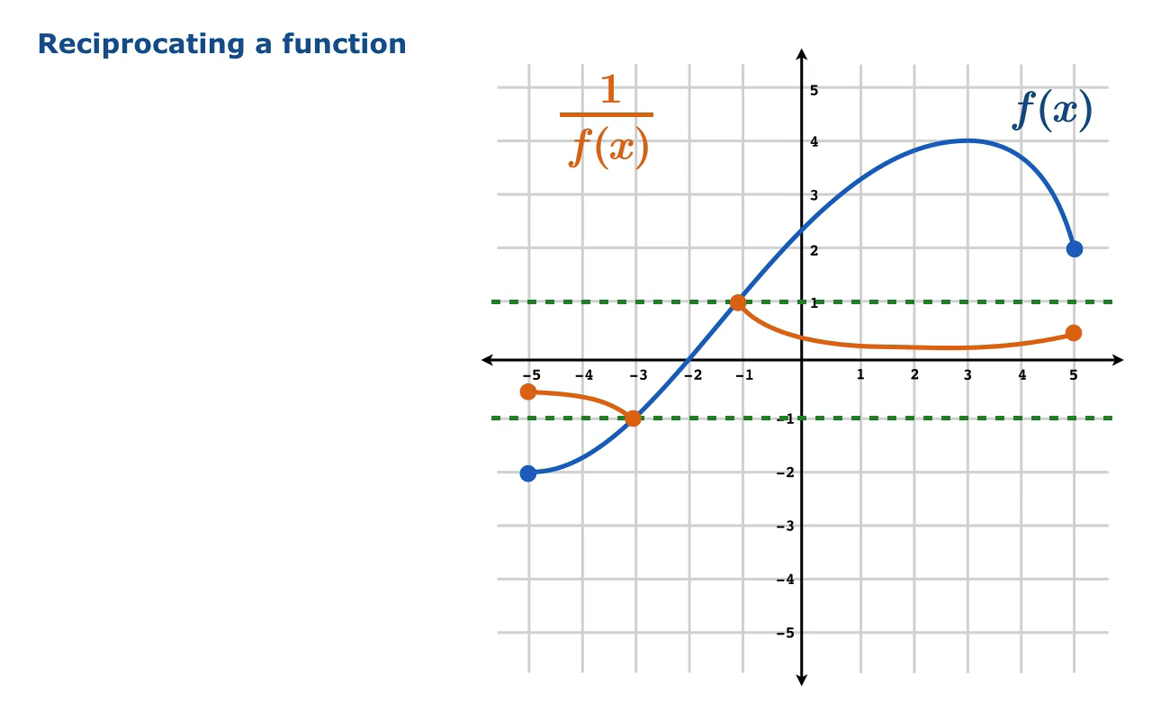 Reciprocating a function
1
f(x)
f(x)
5
4
3
2
1
−5 −4 −3 −2 −1 1 2 3 4 5
−1
−2
−3
−4
−5